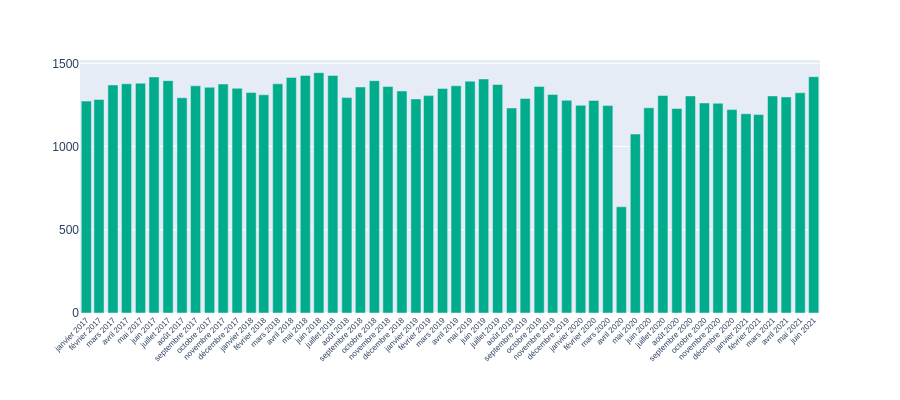 1500
1000
500
0
janvier 2017
février 2017
mars 2017
avril 2017
mai 2017
juin 2017
juillet 2017
août 2017
septembre 2017
octobre 2017
novembre 2017
décembre 2017
janvier 2018
février 2018
mars 2018
avril 2018
mai 2018
juin 2018
juillet 2018
août 2018
septembre 2018
octobre 2018
novembre 2018
décembre 2018
janvier 2019
février 2019
mars 2019
avril 2019
mai 2019
juin 2019
juillet 2019
août 2019
septembre 2019
octobre 2019
novembre 2019
décembre 2019
janvier 2020
février 2020
mars 2020
avril 2020
mai 2020
juin 2020
juillet 2020
août 2020
septembre 2020
octobre 2020
novembre 2020
décembre 2020
janvier 2021
février 2021
mars 2021
avril 2021
mai 2021
juin 2021